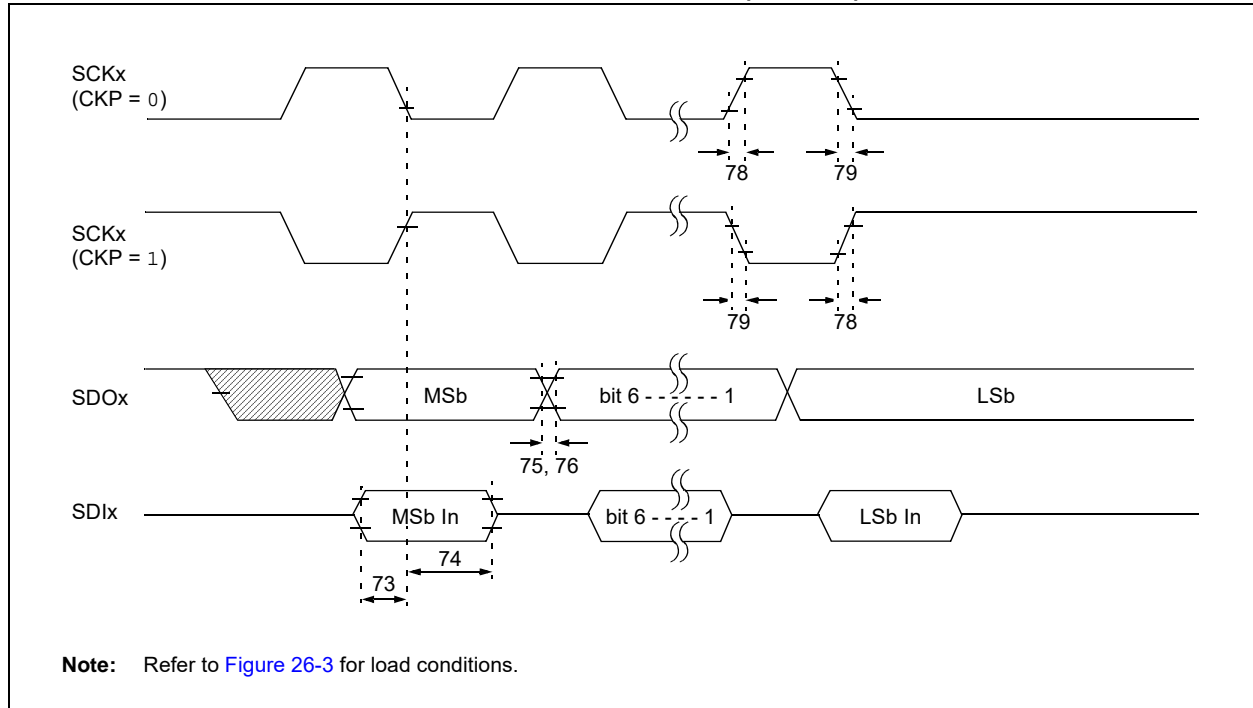 SCKx
(CKP = 0)
78
79
SCKx
(CKP = 1)
79
78
SDOx
MSb
bit 6 - - - - - - 1
LSb
75, 76
SDIx
MSb In
bit 6 - - - - 1
LSb In
74
73
Note: Refer to Figure 26-3 for load conditions.